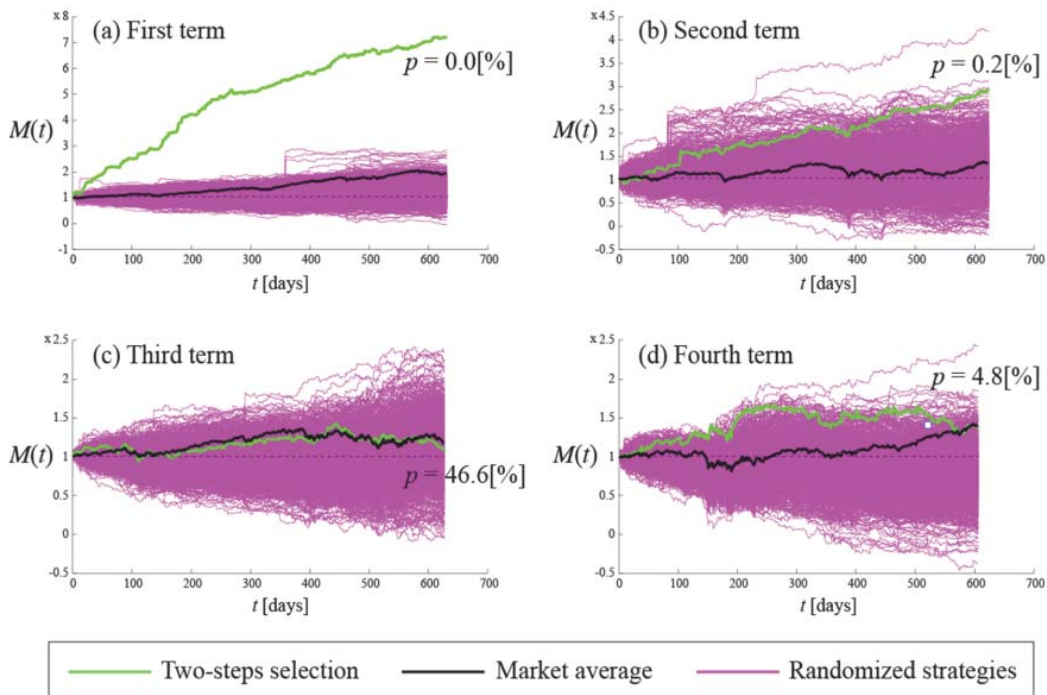 (a) First term
x 8
7
6
5
4
3
2
1
0
-1
M(t)
p = 0.0[%]
0 100 200 300 400 500 600 700
t [days]
(b) Second term
x 4.5
4
3.5
3
2.5
2
1.5
1
0.5
0
-0.5
M(t)
p = 0.2[%]
0 100 200 300 400 500 600 700
t [days]
(c) Third term
x 2.5
2
1.5
1
0.5
0
-0.5
M(t)
p = 46.6[%]
0 100 200 300 400 500 600 700
t [days]
(d) Fourth term
x 2.5
2
1.5
1
0.5
0
-0.5
M(t)
p = 4.8[%]
0 100 200 300 400 500 600 700
t [days]
Two-steps selection Market average Randomized strategies